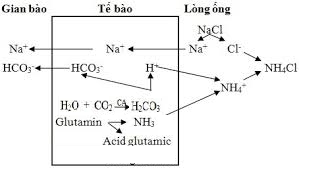 Gian bào Tế bào Lòng ống
NaCl
Na⁺ Na⁺ Na⁺ Cl⁻
HCO₃⁻ HCO₃⁻ H⁺ NH₄Cl
NH₄⁺
H₂O + CO₂ CA H₂CO₃
Glutamin NH₃
Acid glutamic